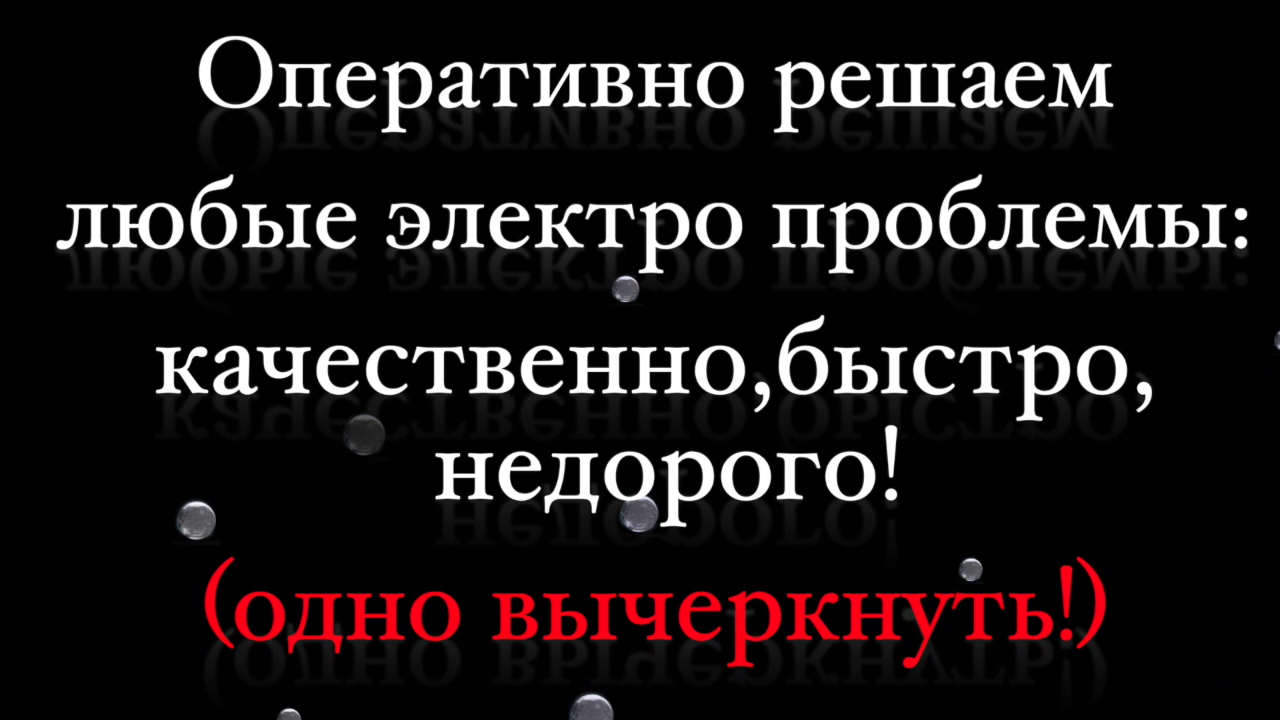 Оперативно решаем
любые электро проблемы:
качественно,быстро,
недорого!
(одно вычеркнуть!)